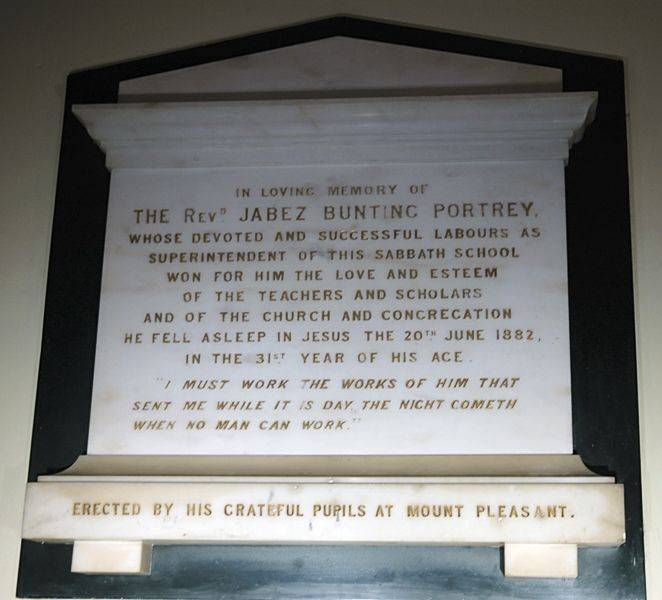 IN LOVING MEMORY OF
THE REVD JABEZ BUNTING PORTREY,
WHOSE DEVOTED AND SUCCESSFUL LABOURS AS
SUPERINTENDENT OF THIS SABBATH SCHOOL
WON FOR HIM THE LOVE AND ESTEEM
OF THE TEACHERS AND SCHOLARS
AND OF THE CHURCH AND CONGREGATION
HE FELL ASLEEP IN JESUS THE 20TH JUNE 1882,
IN THE 31ST YEAR OF HIS AGE.
"I MUST WORK THE WORKS OF HIM THAT
SENT ME WHILE IT IS DAY, THE NIGHT COMETH
WHEN NO MAN CAN WORK."
ERECTED BY HIS GRATEFUL PUPILS AT MOUNT PLEASANT.